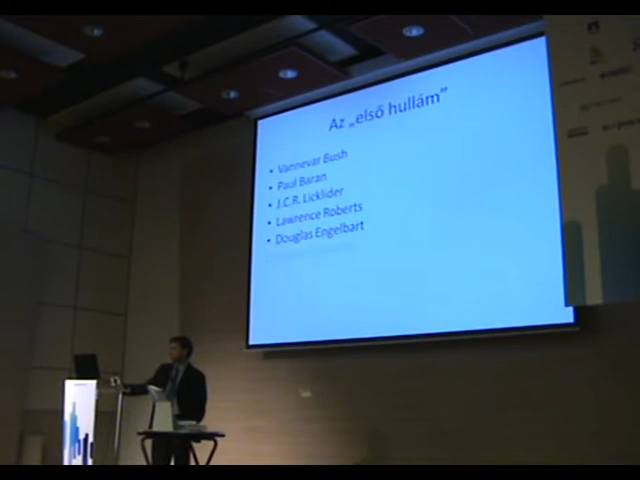 Az „első hullám”
• Vannevar Bush
• Paul Baran
• J.C.R. Licklider
• Lawrence Roberts
• Douglas Engelbart